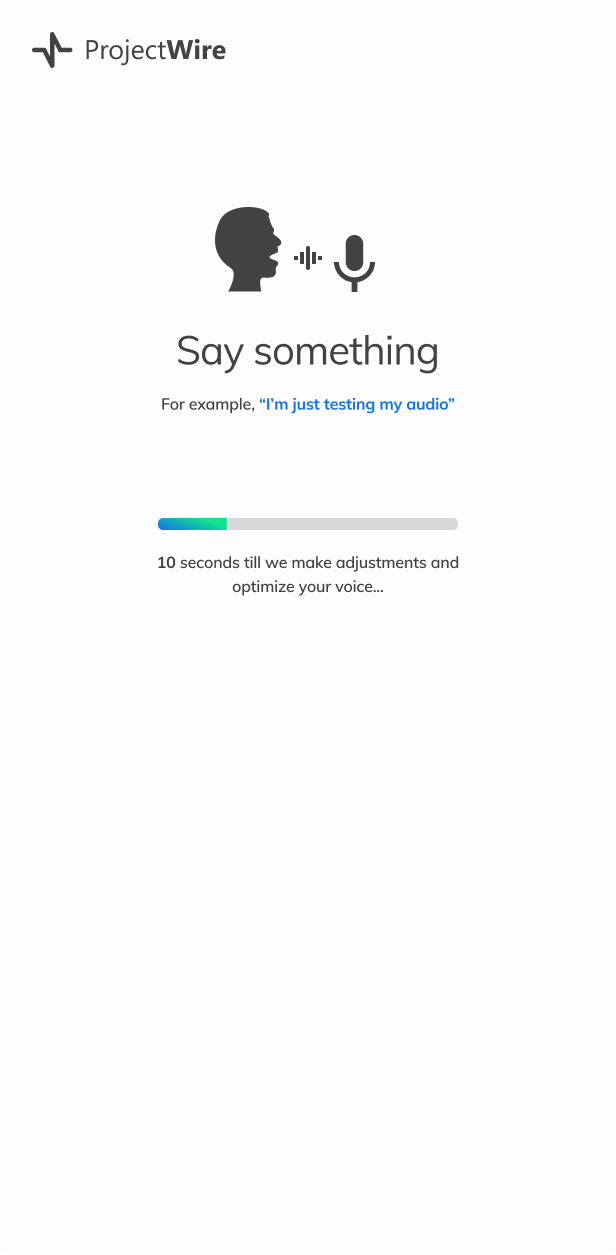 ProjectWire
Say something
For example, “I’m just testing my audio”
10 seconds till we make adjustments and
optimize your voice...